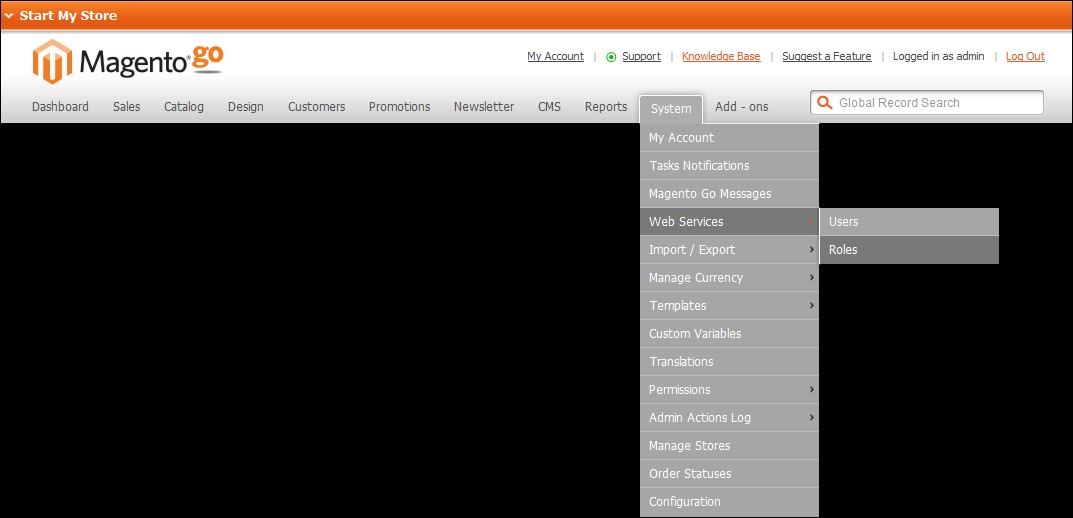 Start My Store
Magento go
My Account | Support | Knowledge Base | Suggest a Feature | Logged in as admin | Log Out
Dashboard Sales Catalog Design Customers Promotions Newsletter CMS Reports System Add - ons Global Record Search
My Account
Tasks Notifications
Magento Go Messages
Web Services Users
Import / Export Roles
Manage Currency
Templates
Custom Variables
Translations
Permissions
Admin Actions Log
Manage Stores
Order Statuses
Configuration